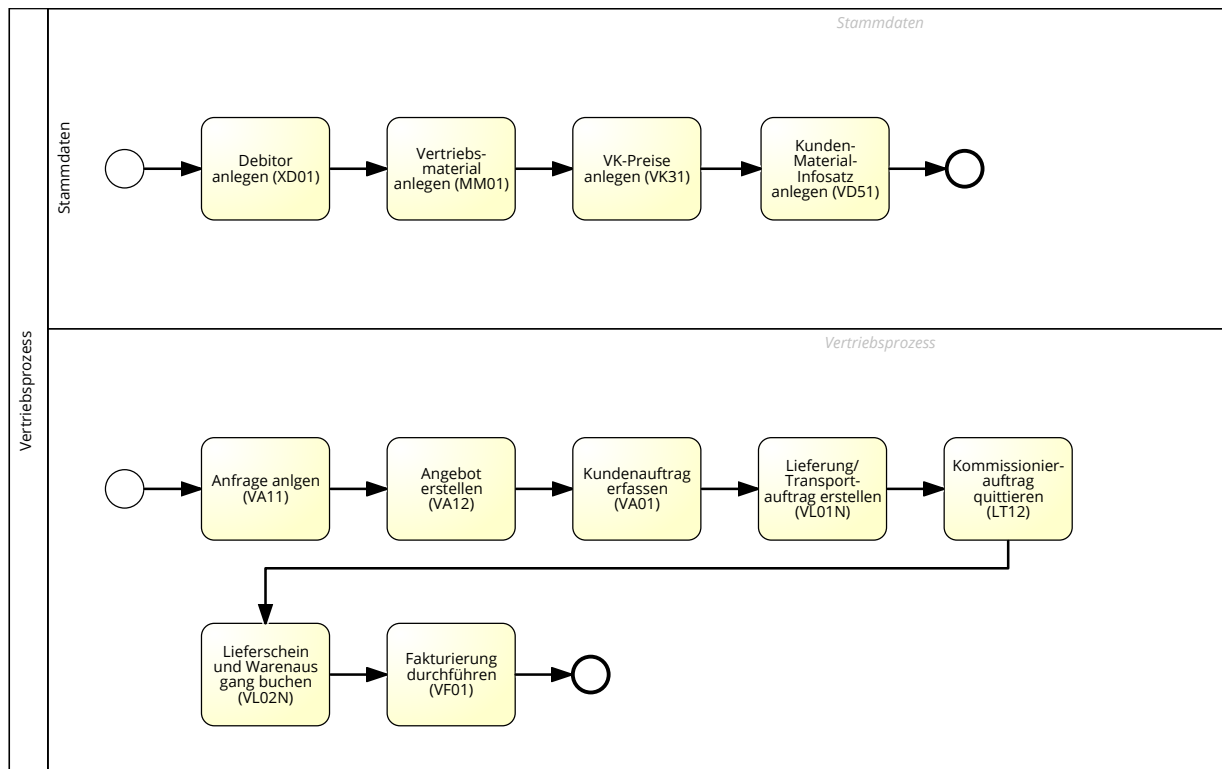 Vertriebsprozess
Stammdaten
Stammdaten
Debitor
anlegen (XD01)
Vertriebs-
material
anlegen (MM01)
VK-Preise
anlegen (VK31)
Kunden-
Material-
Infosatz
anlegen (VD51)
Vertriebsprozess
Anfrage anlgen
(VA11)
Angebot
erstellen
(VA12)
Kundenauftrag
erfassen
(VA01)
Lieferung/
Transport-
auftrag erstellen
(VL01N)
Kommissionier-
auftrag
quittieren
(LT12)
Lieferschein
und Warenaus
gang buchen
(VL02N)
Fakturierung
durchführen
(VF01)